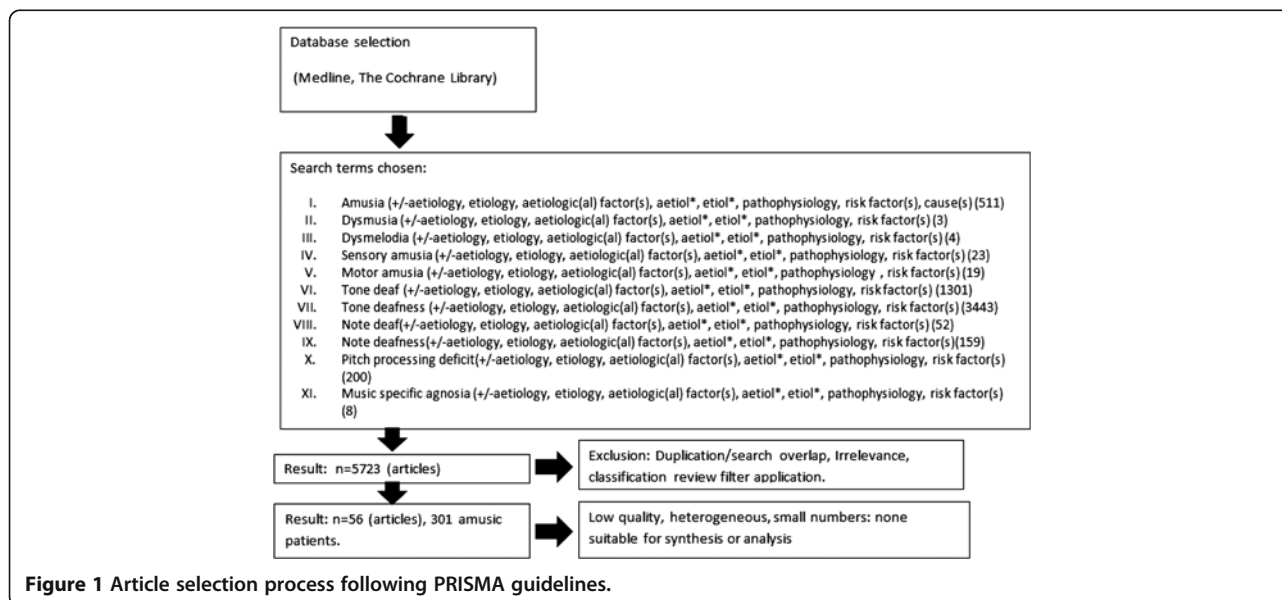 Database selection
(Medline, The Cochrane Library)
Search terms chosen:
I. Amusia (+/-aetiology, etiology, aetiologic(al) factor(s), aetiol*, etiol*, pathophysiology, risk factor(s), cause(s) (511)
II. Dysmusia (+/-aetiology, etiology, aetiologic(al) factor(s), aetiol*, etiol*, pathophysiology, risk factor(s) (3)
III. Dysmelodia (+/-aetiology, etiology, aetiologic(al) factor(s), aetiol*, etiol*, pathophysiology, risk factor(s) (4)
IV. Sensory amusia (+/-aetiology, etiology, aetiologic(al) factor(s), aetiol*, etiol*, pathophysiology, risk factor(s) (23)
V. Motor amusia (+/-aetiology, etiology, aetiologic(al) factor(s), aetiol*, etiol*, pathophysiology , risk factor(s) (19)
VI. Tone deaf (+/-aetiology, etiology, aetiologic(al) factor(s), aetiol*, etiol*, pathophysiology, risk factor(s) (1301)
VII. Tone deafness (+/-aetiology, etiology, aetiologic(al) factor(s), aetiol*, etiol*, pathophysiology, risk factor(s) (3443)
VIII. Note deaf(+/-aetiology, etiology, aetiologic(al) factor(s), aetiol*, etiol*, pathophysiology, risk factor(s) (52)
IX. Note deafness(+/-aetiology, etiology, aetiologic(al) factor(s), aetiol*, etiol*, pathophysiology, risk factor(s)(159)
X. Pitch processing deficit(+/-aetiology, etiology, aetiologic(al) factor(s), aetiol*, etiol*, pathophysiology, risk factor(s)
(200)
XI. Music specific agnosia (+/-aetiology, etiology, aetiologic(al) factor(s), aetiol*, etiol*, pathophysiology, risk factor(s)
(8)
Result: n=5723 (articles)
Exclusion: Duplication/search overlap, Irrelevance,
classification review filter application.
Result: n=56 (articles), 301 amusic
patients.
Low quality, heterogeneous, small numbers: none
suitable for synthesis or analysis
Figure 1 Article selection process following PRISMA guidelines.